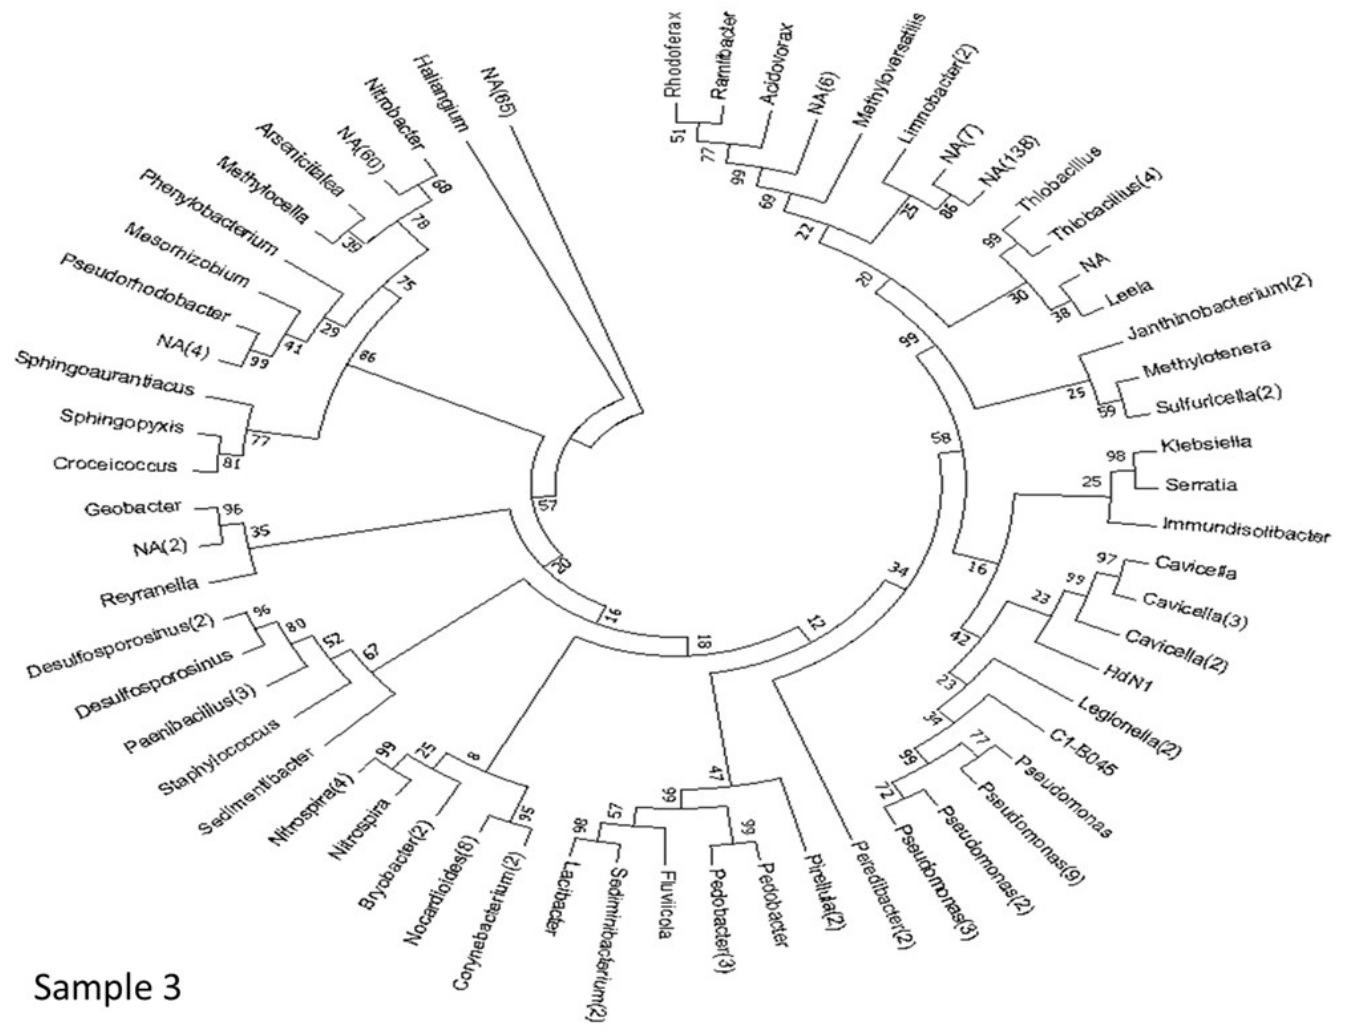 Rhodoferax
Ramlibacter
Acidovorax
NA(6)
Methyloversatilis
Limnobacter(2)
NA(7)
NA(138)
Thiobacillus
Thiobacillus(4)
NA
Leeia
Janthinobacterium(2)
Methylotenera
Sulfuricella(2)
Klebsiella
Serratia
Immundisolibacter
Cavicella
Cavicella(3)
Cavicella(2)
HdN1
Legionella(2)
C1-B045
Pseudomonas
Pseudomonas(9)
Pseudomonas(2)
Pseudomonas(3)
Peredibacter(2)
Pirellula(2)
Pedobacter
Pedobacter(3)
Fluviicola
Sediminibacterium(2)
Lacibacter
Corynebacterium(2)
Nocardioides(8)
Bryobacter(2)
Nitrospira
Nitrospira(4)
Sedimentibacter
Staphylococcus
Paenibacillus(3)
Desulfosporosinus
Desulfosporosinus(2)
Reyranella
NA(2)
Geobacter
Croceicoccus
Sphingopyxis
Sphingoaurantiacus
NA(4)
Pseudorhodobacter
Mesorhizobium
Phenylobacterium
Methylocella
Arsenicitalea
NA(60)
Nitrobacter
Haliangium
NA(65)
51
77
99
69
22
25
86
20
99
30
38
99
25
59
58
98
25
16
97
99
23
42
23
34
99
77
72
34
12
47
99
99
57
86
18
16
8
95
25
99
67
52
80
96
35
96
57
86
77
81
75
29
41
99
78
39
68
Sample 3